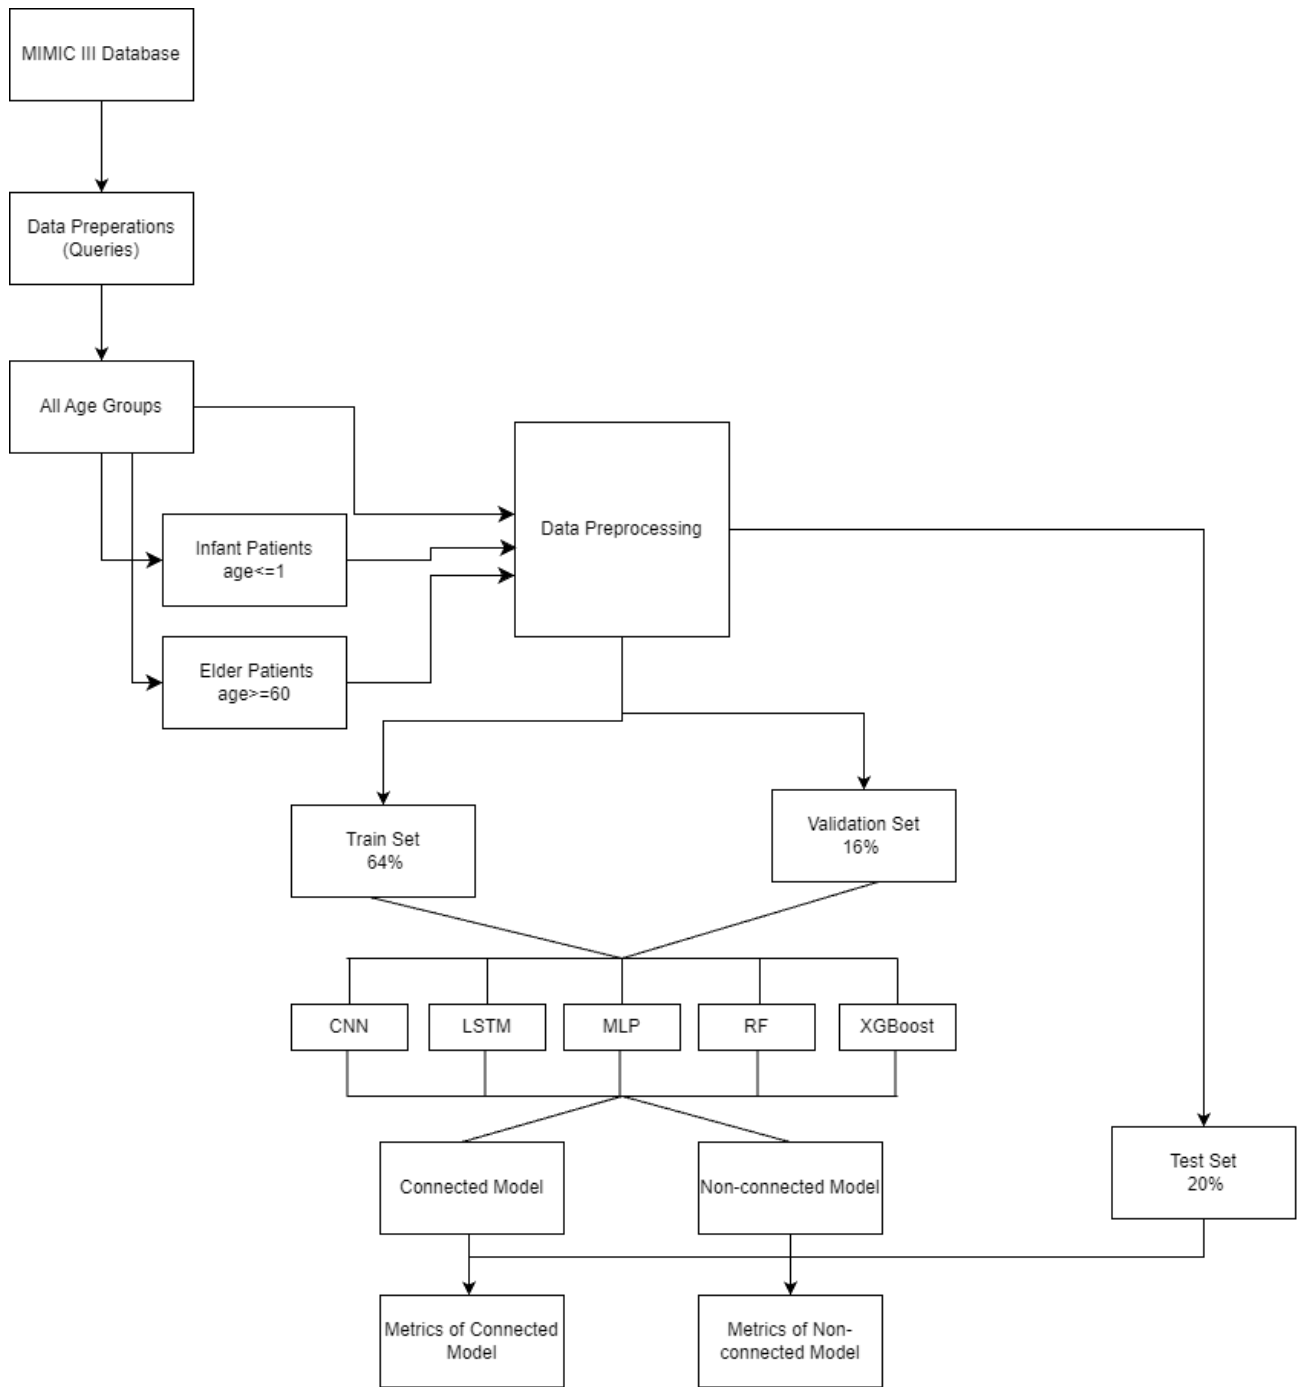 MIMIC III Database
Data Preperations
(Queries)
All Age Groups
Infant Patients
age<=1
Elder Patients
age>=60
Data Preprocessing
Train Set
64%
Validation Set
16%
CNN
LSTM
MLP
RF
XGBoost
Connected Model
Non-connected Model
Test Set
20%
Metrics of Connected
Model
Metrics of Non-
connected Model